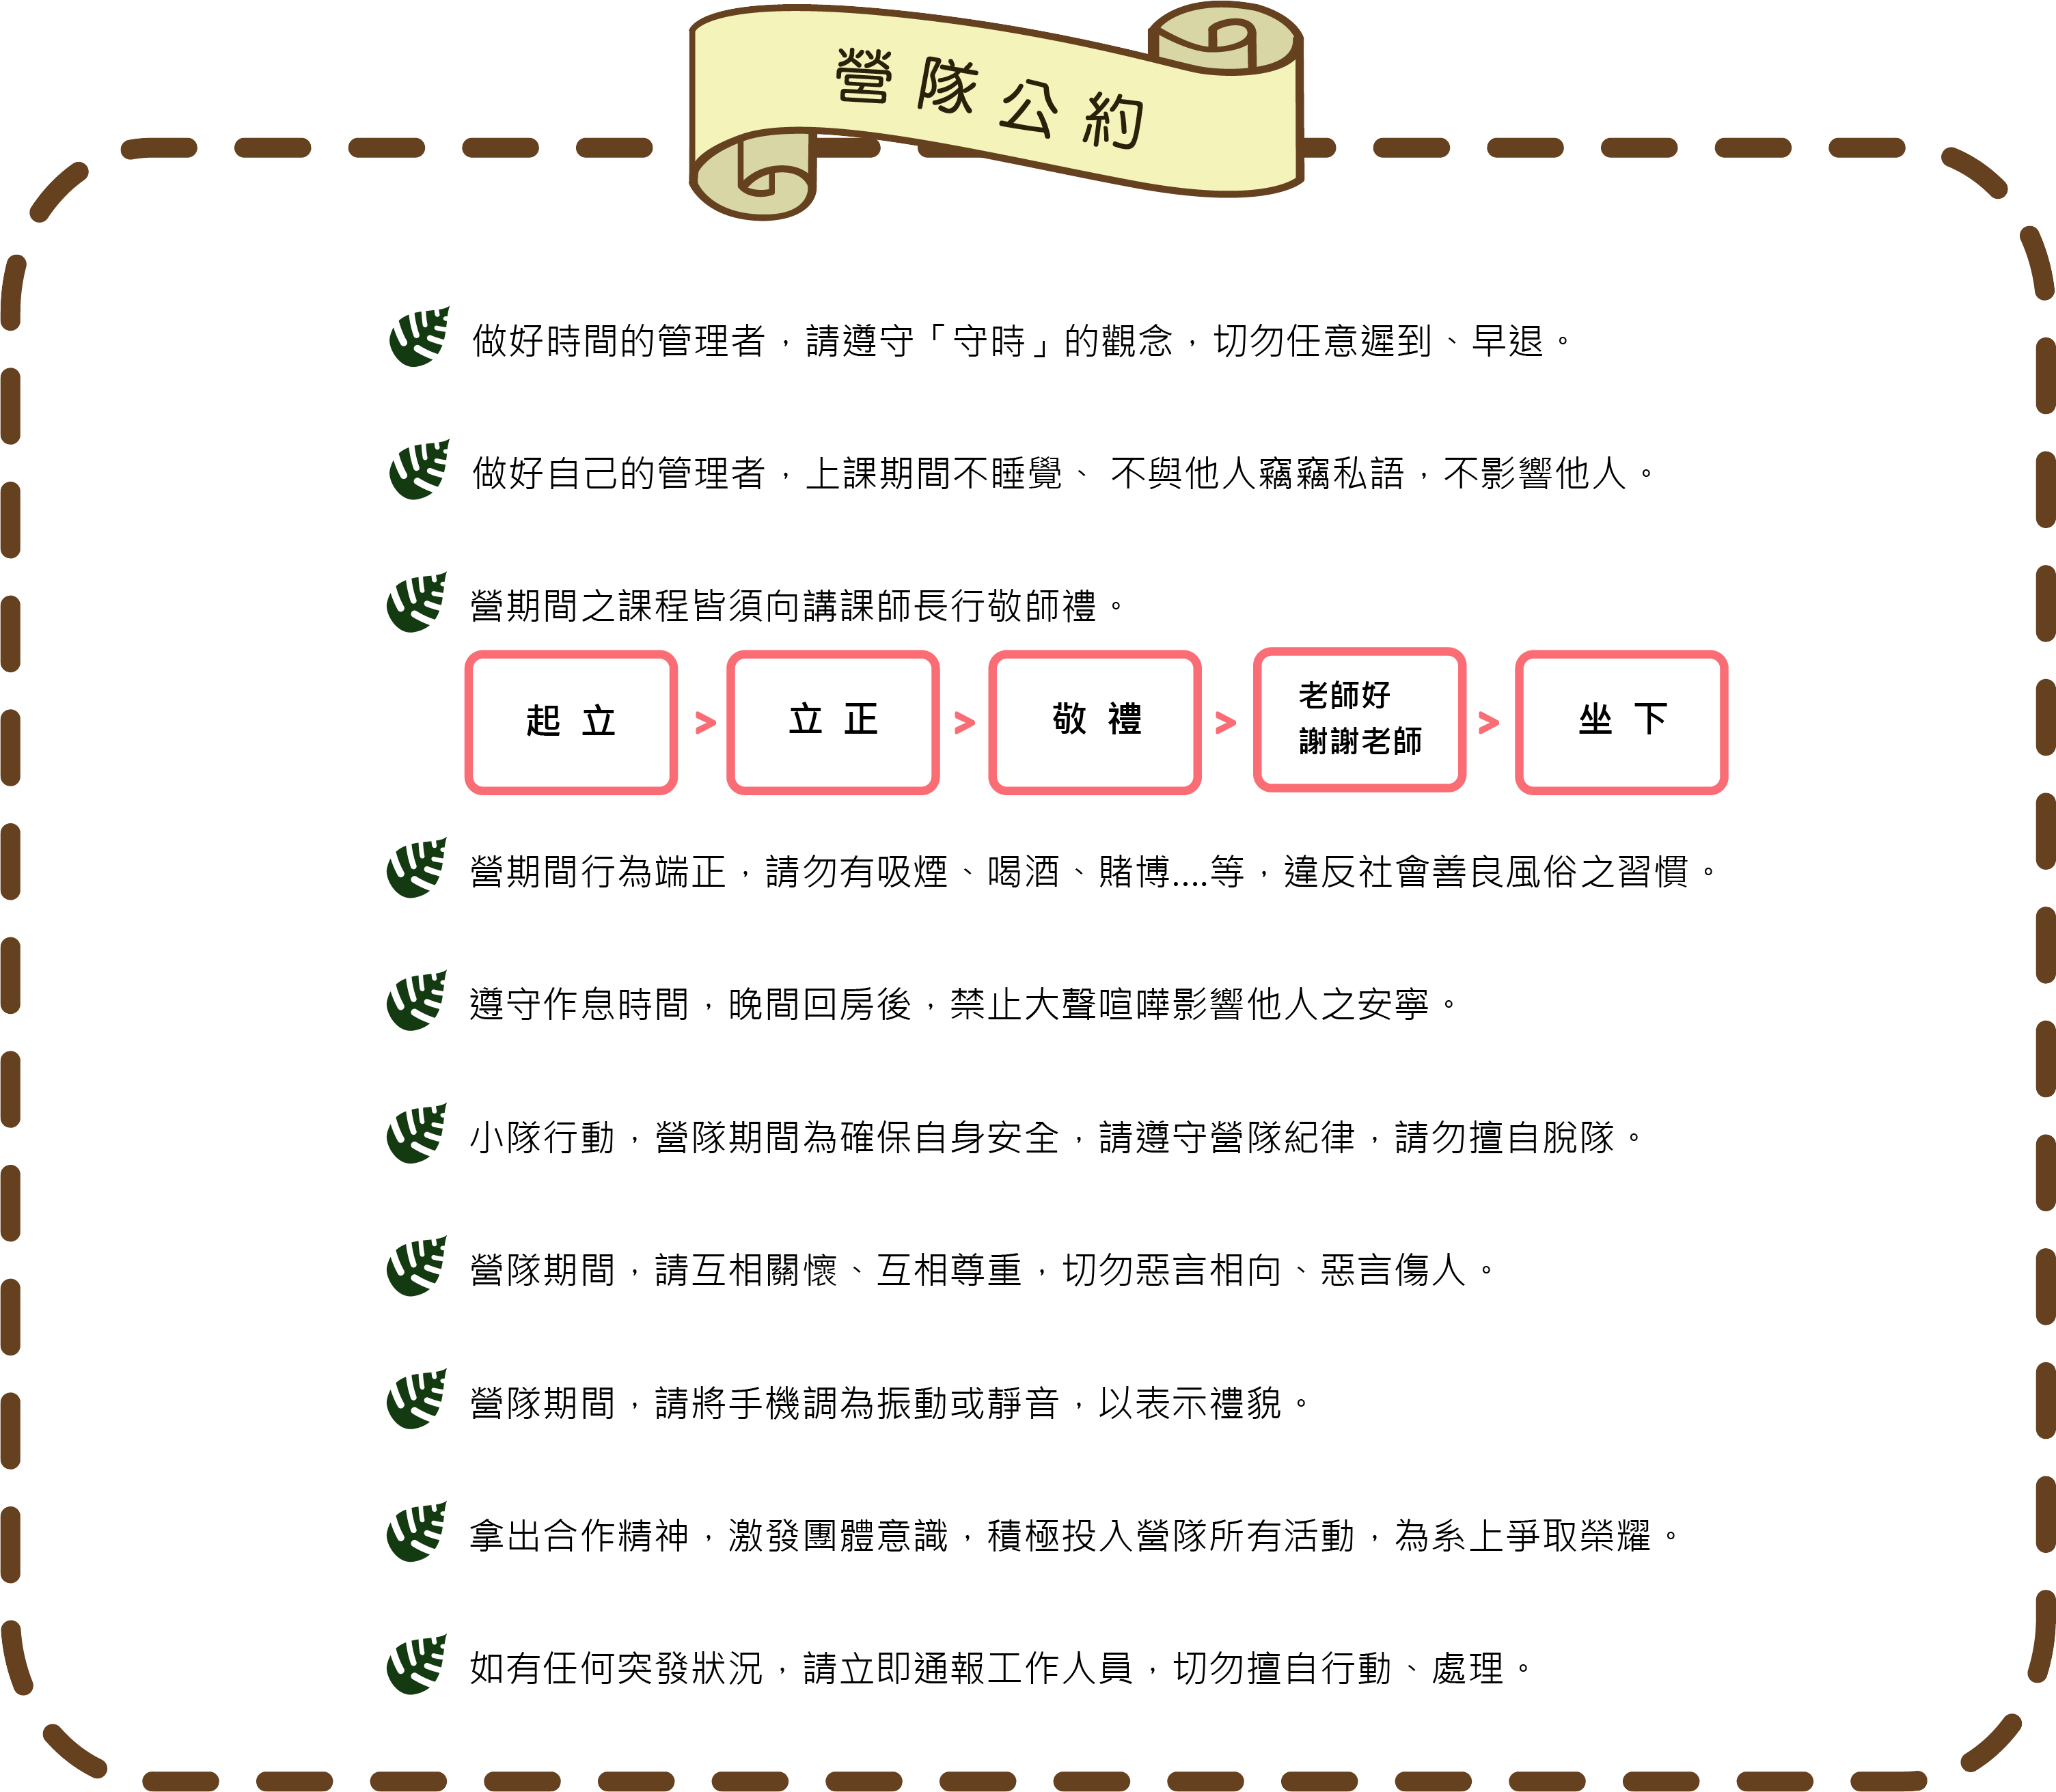 營隊公約
做好時間的管理者，請遵守「守時」的觀念，切勿任意遲到、早退。
做好自己的管理者，上課期間不睡覺、 不與他人竊竊私語，不影響他人。
營期間之課程皆須向講課師長行敬師禮。
起 立 > 立 正 > 敬 禮 > 老師好 > 坐 下
謝謝老師
營期間行為端正，請勿有吸煙、喝酒、賭博....等，違反社會善良風俗之習慣。
遵守作息時間，晚間回房後，禁止大聲喧嘩影響他人之安寧。
小隊行動，營隊期間為確保自身安全，請遵守營隊紀律，請勿擅自脫隊。
營隊期間，請互相關懷、互相尊重，切勿惡言相向、惡言傷人。
營隊期間，請將手機調為振動或靜音，以表示禮貌。
拿出合作精神，激發團體意識，積極投入營隊所有活動，為系上爭取榮耀。
如有任何突發狀況，請立即通報工作人員，切勿擅自行動、處理。